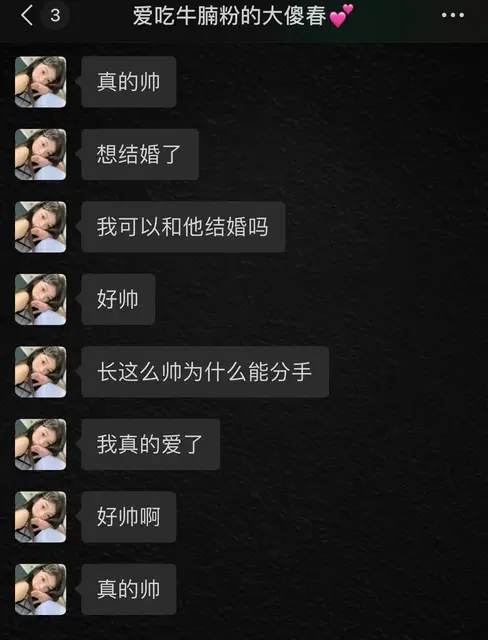 3
爱吃牛腩粉的大傻春💕
真的帅
想结婚了
我可以和他结婚吗
好帅
长这么帅为什么能分手
我真的爱了
好帅啊
真的帅